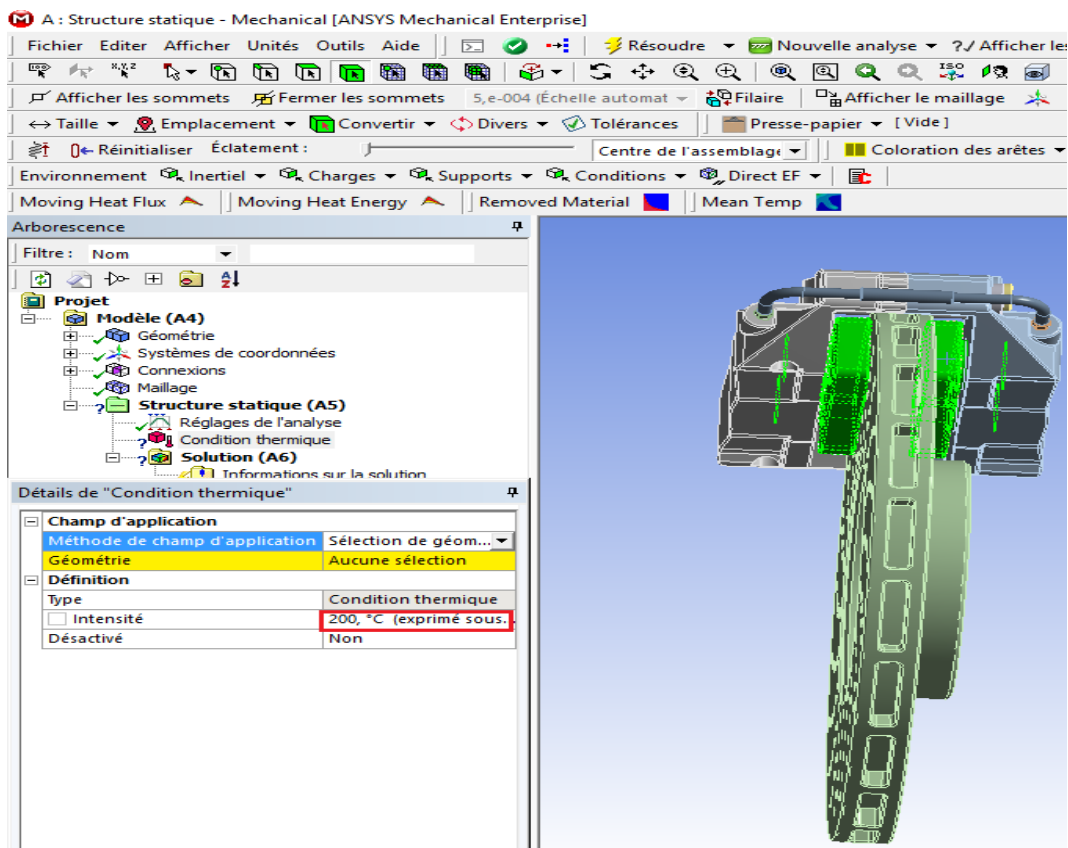 A : Structure statique - Mechanical [ANSYS Mechanical Enterprise]
Fichier Editer Afficher Unités Outils Aide Résoudre Nouvelle analyse ?✓ Afficher les
Afficher les sommets Fermer les sommets 5,e-004 (Échelle automat Filaire Afficher le maillage
Taille Emplacement Convertir Divers Tolérances Presse-papier [Vide]
Réinitialiser Éclatement : Centre de l'assemblage Coloration des arêtes
Environnement Inertiel Charges Supports Conditions Direct EF
Moving Heat Flux Moving Heat Energy Removed Material Mean Temp
Arborescence
Filtre : Nom
Projet
Modèle (A4)
Géométrie
Systèmes de coordonnées
Connexions
Maillage
Structure statique (A5)
Réglages de l'analyse
Condition thermique
Solution (A6)
Informations sur la solution
Détails de "Condition thermique"
Champ d'application
Méthode de champ d'application Sélection de géom...
Géométrie Aucune sélection
Définition
Type Condition thermique
Intensité 200, °C (exprimé sous...
Désactivé Non